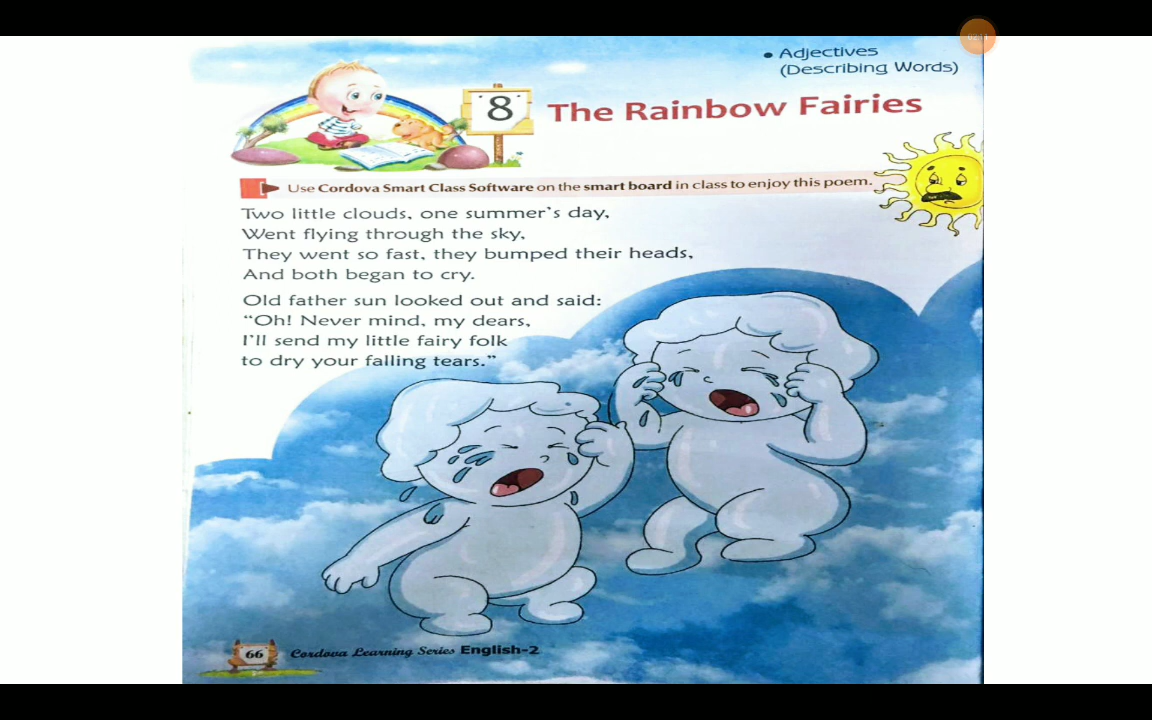 • Adjectives
(Describing Words)
8
The Rainbow Fairies
Use Cordova Smart Class Software on the smart board in class to enjoy this poem.
Two little clouds, one summer's day,
Went flying through the sky,
They went so fast, they bumped their heads,
And both began to cry.
Old father sun looked out and said:
“Oh! Never mind, my dears,
I'll send my little fairy folk
to dry your falling tears.”
66
Cordova Learning Series English-2